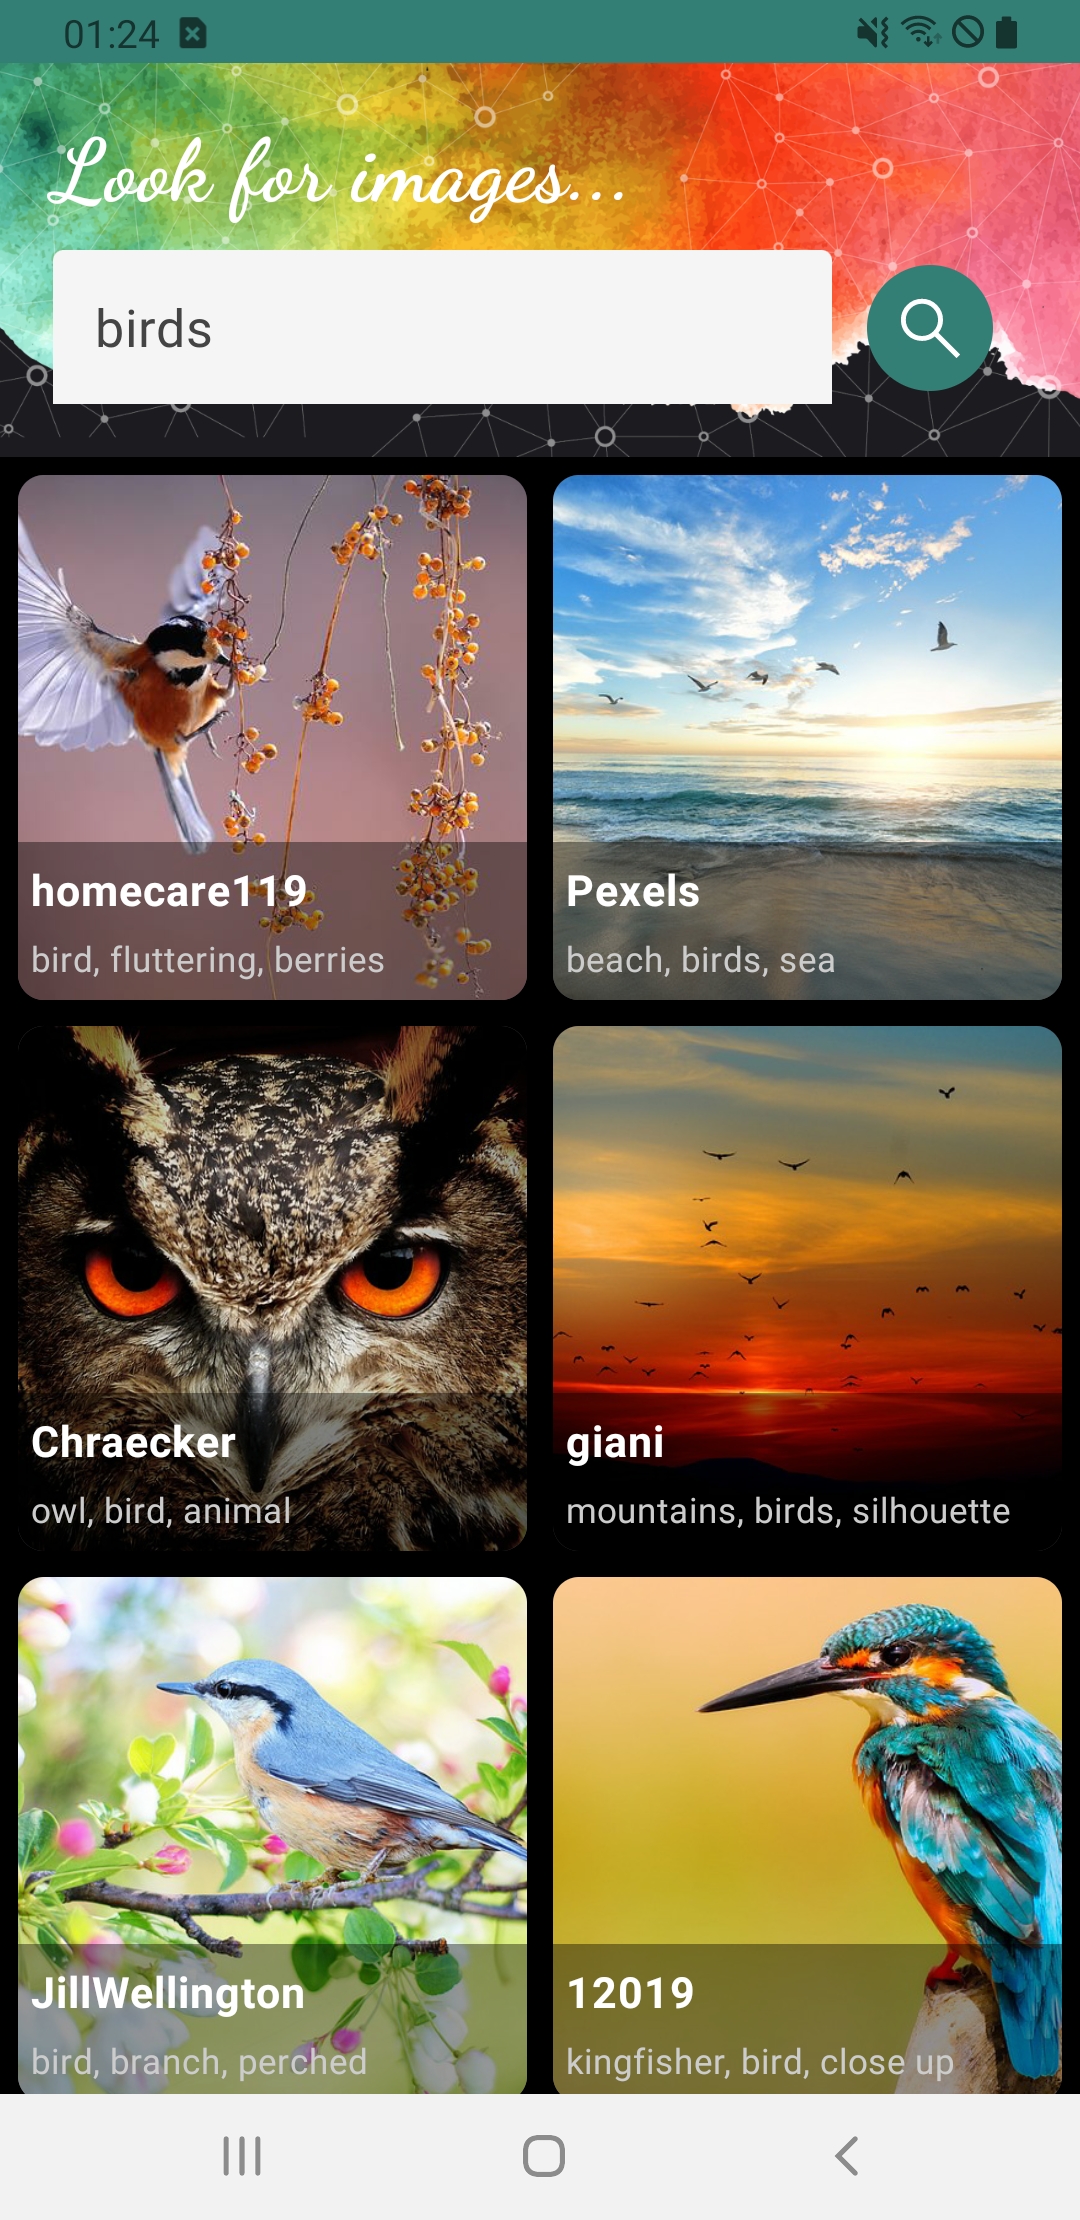 01:24
Look for images...
birds
homecare119
bird, fluttering, berries
Pexels
beach, birds, sea
Chraecker
owl, bird, animal
giani
mountains, birds, silhouette
JillWellington
bird, branch, perched
12019
kingfisher, bird, close up